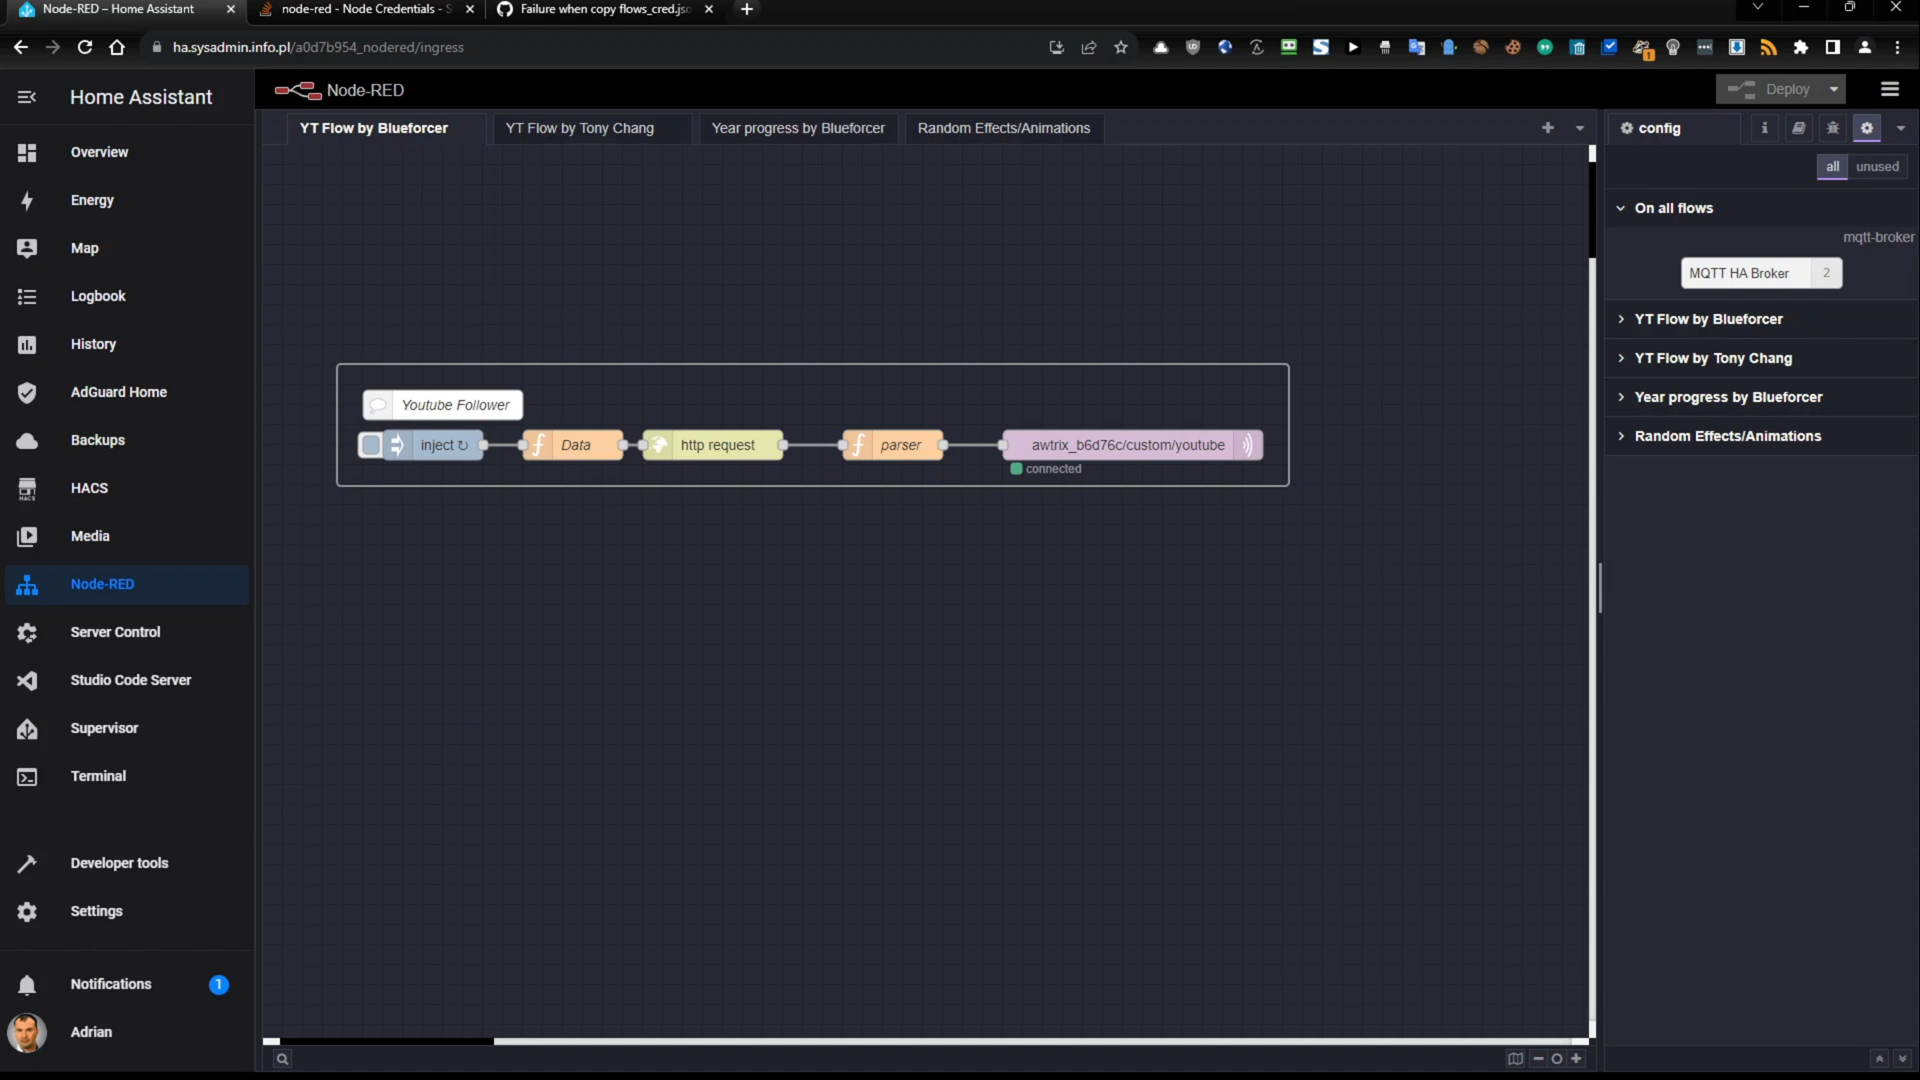 Node-RED – Home Assistant
node-red - Node Credentials - S
Failure when copy flows_cred.jso
ha.sysadmin.info.pl/a0d7b954_nodered/ingress
1
Home Assistant
Node-RED
Deploy
Overview
Energy
Map
Logbook
History
AdGuard Home
Backups
HACS
HACS
Media
Node-RED
Server Control
Studio Code Server
Supervisor
Terminal
Developer tools
Settings
Notifications
1
Adrian
YT Flow by Blueforcer
YT Flow by Tony Chang
Year progress by Blueforcer
Random Effects/Animations
Youtube Follower
inject ↻
Data
http request
parser
awtrix_b6d76c/custom/youtube
connected
config
all
unused
On all flows
mqtt-broker
MQTT HA Broker
2
YT Flow by Blueforcer
YT Flow by Tony Chang
Year progress by Blueforcer
Random Effects/Animations